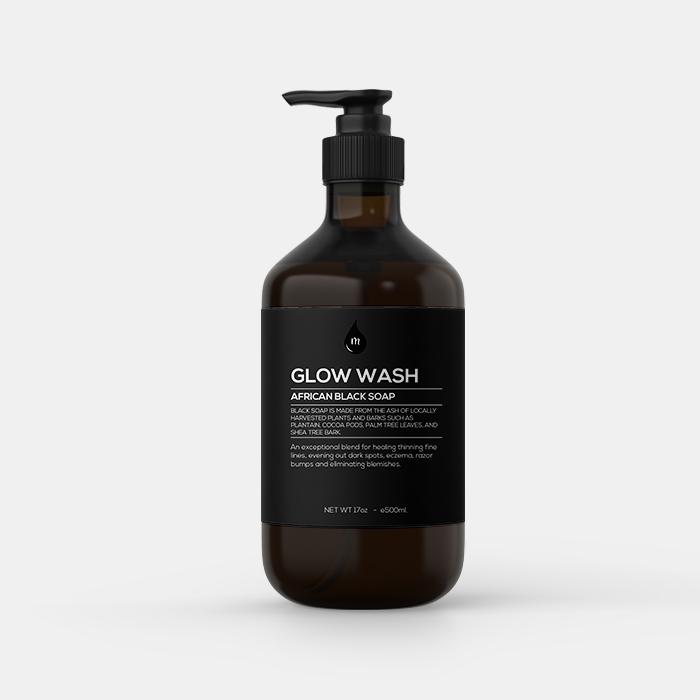 m
GLOW WASH
AFRICAN BLACK SOAP
BLACK SOAP IS MADE FROM THE ASH OF LOCALLY
HARVESTED PLANTS AND BARKS SUCH AS
PLANTAIN, COCOA PODS, PALM TREE LEAVES, AND
SHEA TREE BARK.
An exceptional blend for healing thinning fine
lines, evening out dark spots, eczema, razor
bumps and eliminating blemishes.
NET WT 17oz - e500ml.